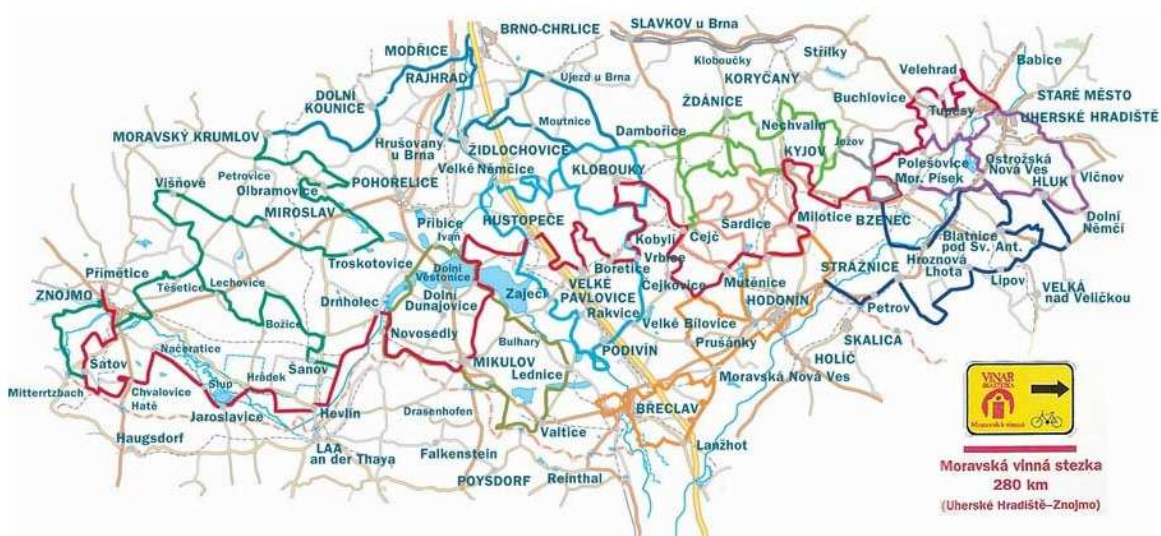 BRNO-CHRLICE
SLAVKOV u Brna
MODŘICE
Střílky
Kloboučky
Babice
RAJHRAD
Újezd u Brna
KORYČANY
Velehrad
DOLNÍ
KOUNICE
ŽDÁNICE
Buchlovice
STARÉ MĚSTO
Tupesy
UHERSKÉ HRADIŠTĚ
Moutnice
Nechvalín
MORAVSKÝ KRUMLOV
Dambořice
Hrušovany
u Brna
ŽIDLOCHOVICE
KYJOV
Ježov
Polešovice
Ostrožská
Nová Ves
Velké Němčice
KLOBOUKY
Petrovice
Mor. Písek
Vlčnov
Višňové
Olbramovice
POHOŘELICE
HLUK
MIROSLAV
Přibice
HUSTOPEČE
Šardice
Milotice
BZENEC
Dolní
Němčí
Ivaň
Kobylí
Cejč
Blatnice
pod Sv. Ant.
Troskotovice
Vrbice
Bořetice
STRÁŽNICE
Hroznová
Lhota
Přímětice
Dolní
Věstonice
Lechovice
Těšetice
Zaječí
VELKÉ
PAVLOVICE
Čejkovice
Mutěnice
Lipov
ZNOJMO
Drnholec
Dolní
Dunajovice
HODONÍN
VELKÁ
nad Veličkou
Rakvice
Petrov
Božice
Novosedly
Velké Bílovice
Bulhary
Prušánky
SKALICA
Načeratice
Šatov
Hrádek
Šanov
MIKULOV
PODIVÍN
HOLÍČ
Lednice
Mitterrtzbach
Chvalovice
Hatě
Slup
Moravská Nová Ves
Jaroslavice
Hevlín
Drasenhofen
BŘECLAV
Valtice
Haugsdorf
LAA
an der Thaya
Falkenstein
Lanžhot
POYSDORF
Reinthal
VINAŘ
Moravská vinná
Moravská vinná stezka
280 km
(Uherské Hradiště–Znojmo)